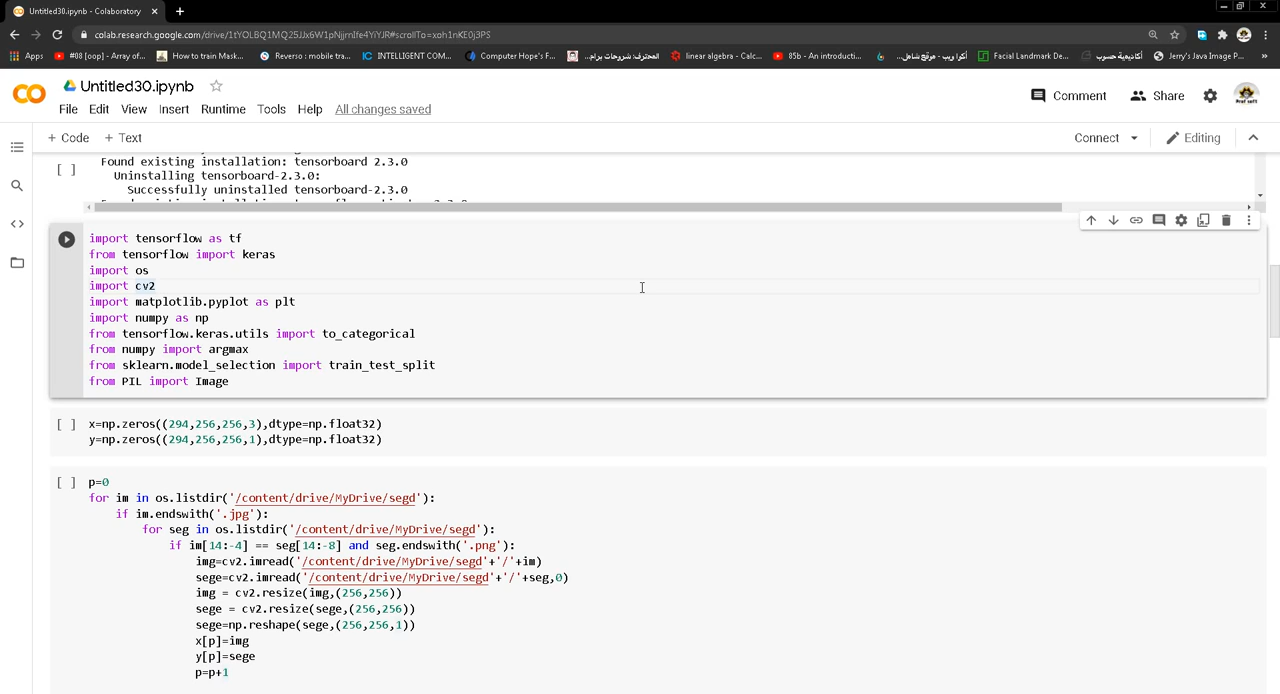 Untitled30.ipynb - Colaboratory
colab.research.google.com/drive/
Apps
#08 [oop] - An array of...
How to train Mask...
Reverso : mobile tra...
INTELLIGENT COM...
Computer Hope's F...
المحترف: شروحات برام...
linear algebra - Calc...
85b - An introducti...
أكرا ويب - موقع شامل...
Facial Landmark De...
أكاديمية حسوب
Jerry's Java Image P...
»
Untitled30.ipynb
Comment
Share
File Edit View Insert Runtime Tools Help All changes saved
+ Code + Text
Connect
Editing
[ ]
Found existing installation: tensorboard 2.3.0
Uninstalling tensorboard-2.3.0:
Successfully uninstalled tensorboard-2.3.0
import tensorflow as tf
from tensorflow import keras
import os
import cv2
import matplotlib.pyplot as plt
import numpy as np
from tensorflow.keras.utils import to_categorical
from numpy import argmax
from sklearn.model_selection import train_test_split
from PIL import Image
[ ] x=np.zeros((294,256,256,3),dtype=np.float32)
y=np.zeros((294,256,256,1),dtype=np.float32)
[ ] p=0
for im in os.listdir('/content/drive/MyDrive/segd'):
if im.endswith('.jpg'):
for seg in os.listdir('/content/drive/MyDrive/segd'):
if im[14:-4] == seg[14:-8] and seg.endswith('.png'):
img=cv2.imread('/content/drive/MyDrive/segd'+'/'+im)
sege=cv2.imread('/content/drive/MyDrive/segd'+'/'+seg,0)
img = cv2.resize(img,(256,256))
sege = cv2.resize(sege,(256,256))
sege=np.reshape(sege,(256,256,1))
x[p]=img
y[p]=sege
p=p+1